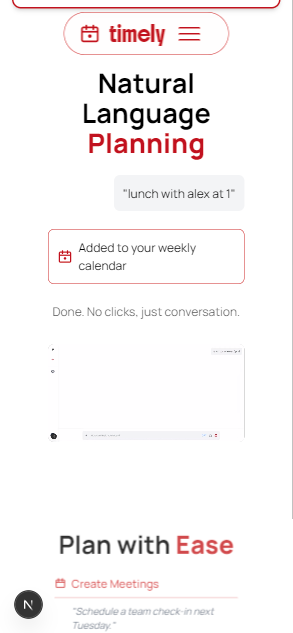 timely
Natural
Language
Planning
"lunch with alex at 1"
Added to your weekly
calendar
Done. No clicks, just conversation.
Plan with Ease
Create Meetings
"Schedule a team check-in next
Tuesday."
N